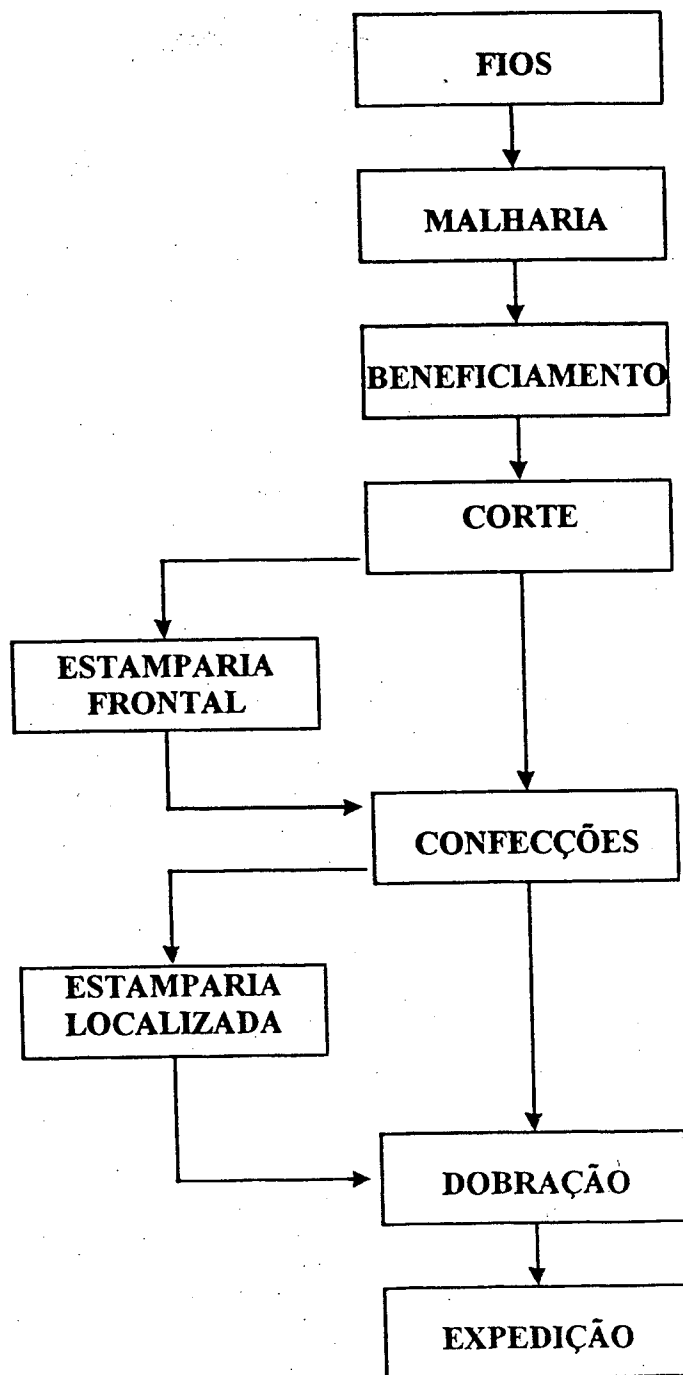 FIOS
MALHARIA
BENEFICIAMENTO
CORTE
ESTAMPARIA
FRONTAL
CONFECÇÕES
ESTAMPARIA
LOCALIZADA
DOBRAÇÃO
EXPEDIÇÃO